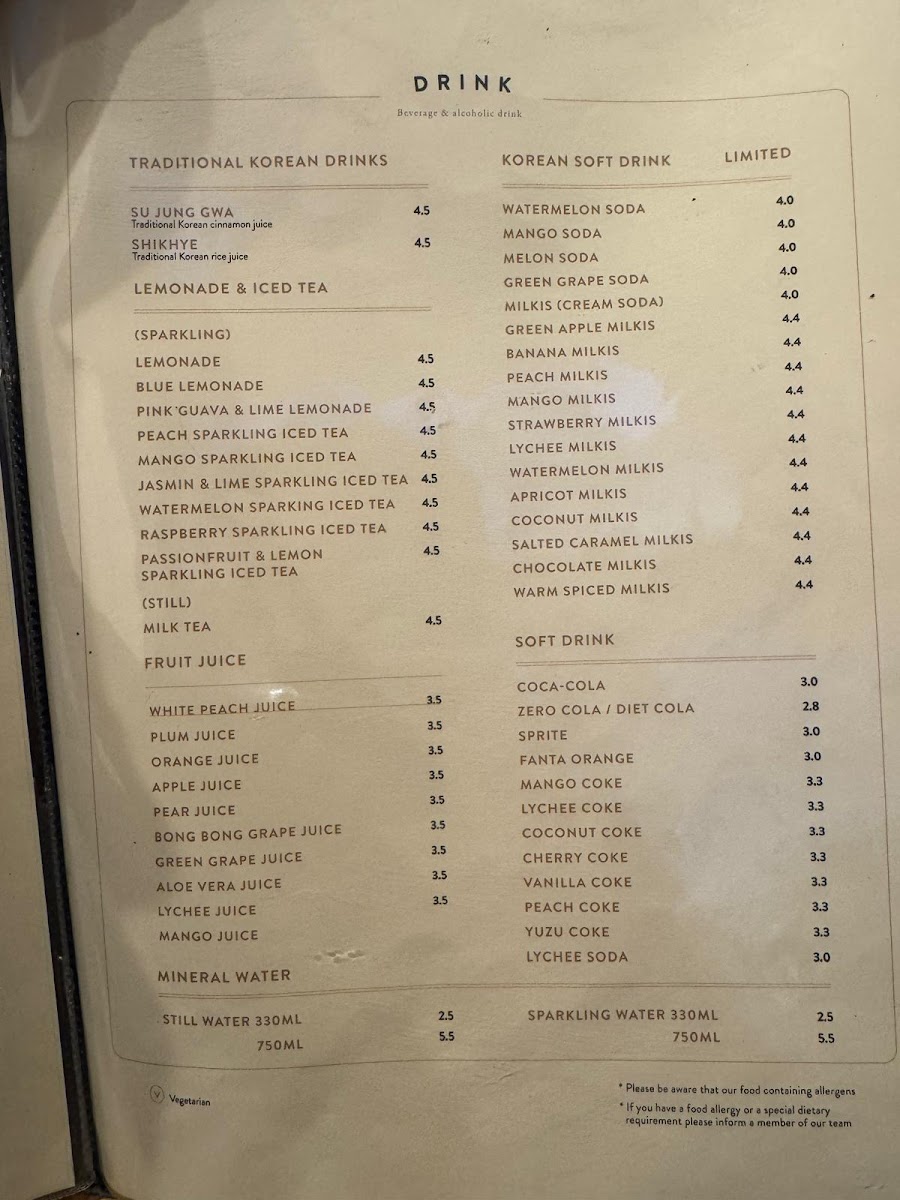 DRINK
Beverage & alcoholic drink
TRADITIONAL KOREAN DRINKS
SU JUNG GWA 4.5
Traditional Korean cinnamon juice
SHIKHYE 4.5
Traditional Korean rice juice
LEMONADE & ICED TEA
(SPARKLING)
LEMONADE 4.5
BLUE LEMONADE 4.5
PINK GUAVA & LIME LEMONADE 4.5
PEACH SPARKLING ICED TEA 4.5
MANGO SPARKLING ICED TEA 4.5
JASMIN & LIME SPARKLING ICED TEA 4.5
WATERMELON SPARKING ICED TEA 4.5
RASPBERRY SPARKLING ICED TEA 4.5
PASSIONFRUIT & LEMON 4.5
SPARKLING ICED TEA
(STILL)
MILK TEA 4.5
FRUIT JUICE
WHITE PEACH JUICE 3.5
PLUM JUICE 3.5
ORANGE JUICE 3.5
APPLE JUICE 3.5
PEAR JUICE 3.5
BONG BONG GRAPE JUICE 3.5
GREEN GRAPE JUICE 3.5
ALOE VERA JUICE 3.5
LYCHEE JUICE 3.5
MANGO JUICE
KOREAN SOFT DRINK LIMITED
WATERMELON SODA 4.0
MANGO SODA 4.0
MELON SODA 4.0
GREEN GRAPE SODA 4.0
MILKIS (CREAM SODA) 4.0
GREEN APPLE MILKIS 4.4
BANANA MILKIS 4.4
PEACH MILKIS 4.4
MANGO MILKIS 4.4
STRAWBERRY MILKIS 4.4
LYCHEE MILKIS 4.4
WATERMELON MILKIS 4.4
APRICOT MILKIS 4.4
COCONUT MILKIS 4.4
SALTED CARAMEL MILKIS 4.4
CHOCOLATE MILKIS 4.4
WARM SPICED MILKIS 4.4
SOFT DRINK
COCA-COLA 3.0
ZERO COLA / DIET COLA 2.8
SPRITE 3.0
FANTA ORANGE 3.0
MANGO COKE 3.3
LYCHEE COKE 3.3
COCONUT COKE 3.3
CHERRY COKE 3.3
VANILLA COKE 3.3
PEACH COKE 3.3
YUZU COKE 3.3
LYCHEE SODA 3.0
MINERAL WATER
STILL WATER 330ML 2.5
750ML 5.5
SPARKLING WATER 330ML 2.5
750ML 5.5
V Vegetarian
* Please be aware that our food containing allergens
* If you have a food allergy or a special dietary
requirement please inform a member of our team